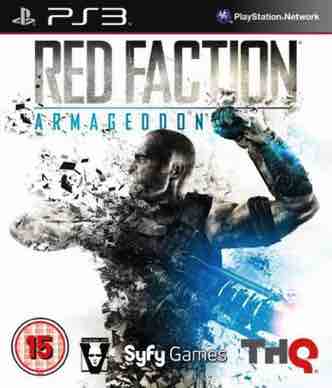 PS3
PlayStation Network
RED FACTION
ARMAGEDDON
15
Syfy Games
THQ